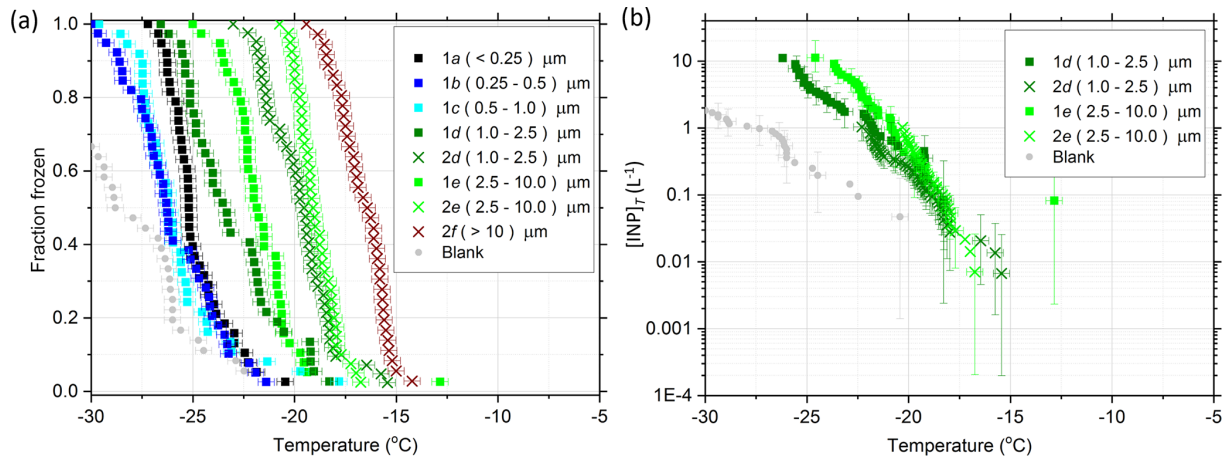 (a)
Fraction frozen
1.0
0.8
0.6
0.4
0.2
0.0
-30
-25
-20
-15
-10
-5
Temperature (°C)
1a ( < 0.25 ) μm
1b ( 0.25 - 0.5 ) μm
1c ( 0.5 - 1.0 ) μm
1d ( 1.0 - 2.5 ) μm
2d ( 1.0 - 2.5 ) μm
1e ( 2.5 - 10.0 ) μm
2e ( 2.5 - 10.0 ) μm
2f ( > 10 ) μm
Blank
(b)
[INP]T (L-1)
10
1
0.1
0.01
0.001
1E-4
-30
-25
-20
-15
-10
-5
Temperature (°C)
1d ( 1.0 - 2.5 ) μm
2d ( 1.0 - 2.5 ) μm
1e ( 2.5 - 10.0 ) μm
2e ( 2.5 - 10.0 ) μm
Blank